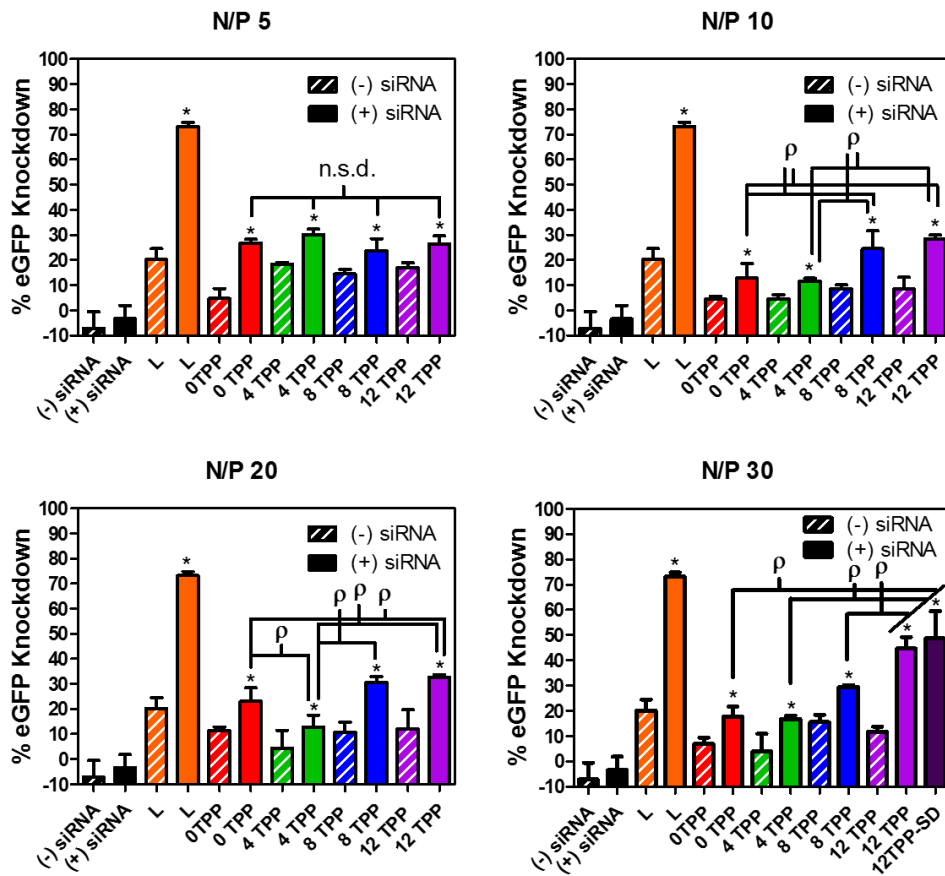 N/P 5
% eGFP Knockdown
100
90
80
70
60
50
40
30
20
10
0
-10
(-) siRNA
(+) siRNA
*
n.s.d.
* * * *
(-) siRNA
(+) siRNA
L
L
0TPP
0 TPP
4 TPP
4 TPP
8 TPP
8 TPP
12 TPP
12 TPP
N/P 10
% eGFP Knockdown
100
90
80
70
60
50
40
30
20
10
0
-10
(-) siRNA
(+) siRNA
*
ρ ρ
* * * *
(-) siRNA
(+) siRNA
L
L
0TPP
0 TPP
4 TPP
4 TPP
8 TPP
8 TPP
12 TPP
12 TPP
N/P 20
% eGFP Knockdown
100
90
80
70
60
50
40
30
20
10
0
-10
(-) siRNA
(+) siRNA
*
ρ ρ ρ ρ
* * * *
(-) siRNA
(+) siRNA
L
L
0TPP
0 TPP
4 TPP
4 TPP
8 TPP
8 TPP
12 TPP
12 TPP
N/P 30
% eGFP Knockdown
100
90
80
70
60
50
40
30
20
10
0
-10
(-) siRNA
(+) siRNA
*
ρ ρ ρ
* * * * *
(-) siRNA
(+) siRNA
L
L
0TPP
0 TPP
4 TPP
4 TPP
8 TPP
8 TPP
12 TPP
12 TPP
12TPP-SD